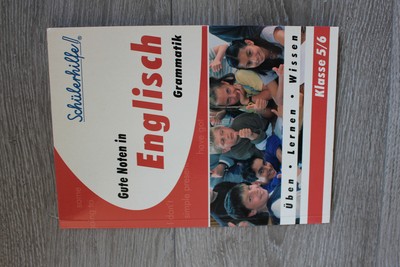 Schülerhilfe!
Gute Noten in
Englisch
Grammatik
Üben • Lernen • Wissen
Klasse 5/6